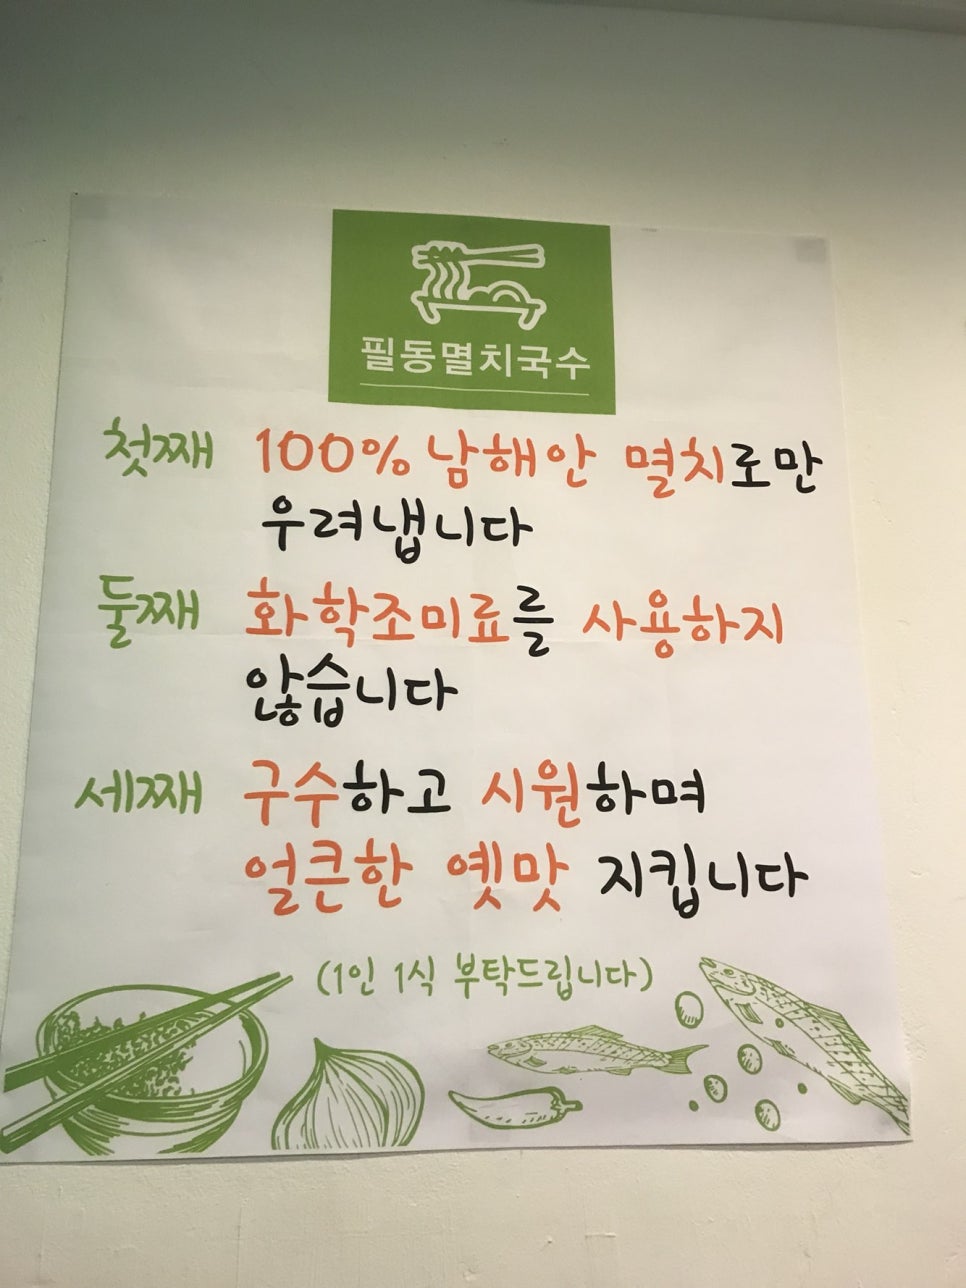 필동멸치국수
첫째 100% 남해안 멸치로만
우려냅니다
둘째 화학조미료를 사용하지
않습니다
세째 구수하고 시원하며
얼큰한 옛맛 지킵니다
(1인 1식 부탁드립니다)